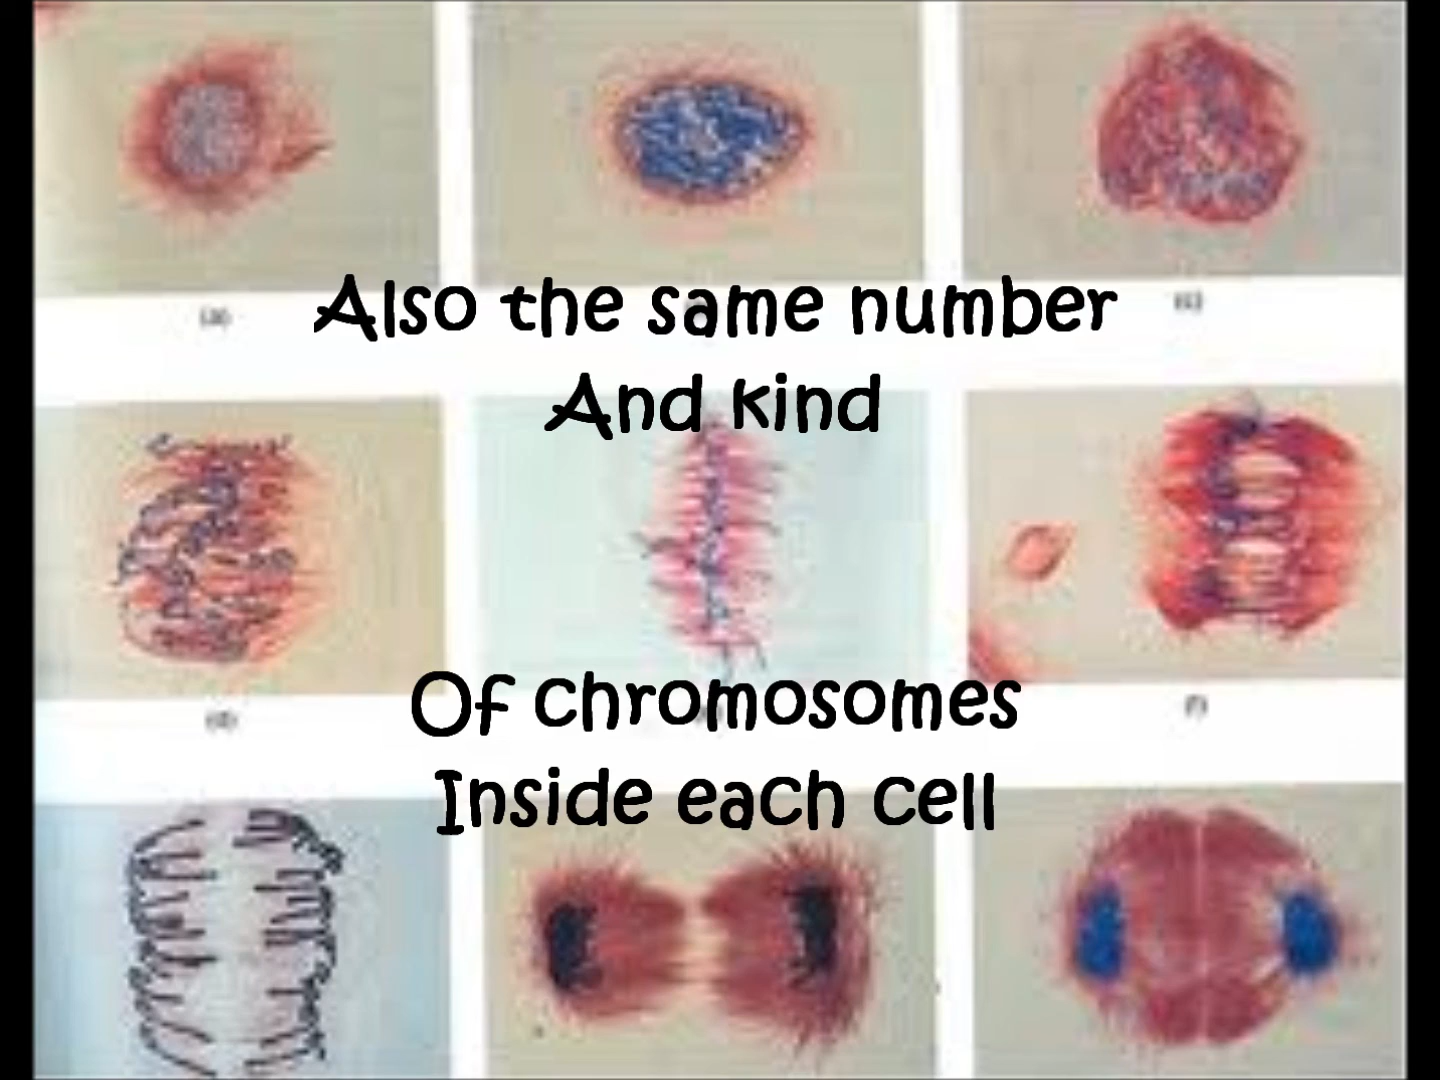 (a)
(c)
Also the same number
And kind
(d)
(f)
Of chromosomes
Inside each cell